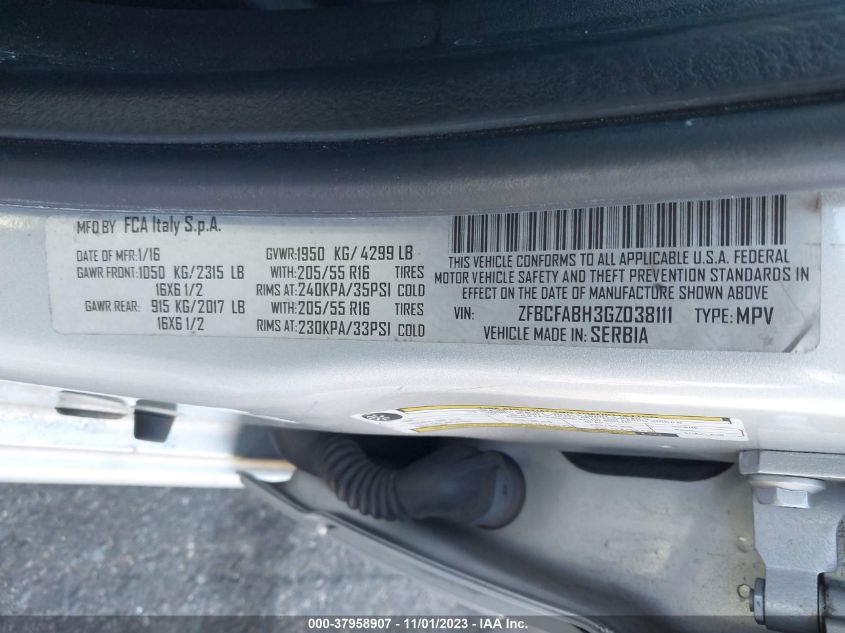 MFD BY FCA Italy S.p.A.
DATE OF MFR:1/16 GVWR:1950 KG/4299 LB
GAWR FRONT:1050 KG/2315 LB WITH:205/55 R16 TIRES
16X6 1/2 RIMS AT:240KPA/35PSI COLD
GAWR REAR: 915 KG/2017 LB WITH:205/55 R16 TIRES
16X6 1/2 RIMS AT:230KPA/33PSI COLD
THIS VEHICLE CONFORMS TO ALL APPLICABLE U.S.A. FEDERAL
MOTOR VEHICLE SAFETY AND THEFT PREVENTION STANDARDS IN
EFFECT ON THE DATE OF MANUFACTURE SHOWN ABOVE
VIN: ZFBCFABH3GZ038111 TYPE: MPV
VEHICLE MADE IN: SERBIA
000-37958907 - 11/01/2023 - IAA Inc.